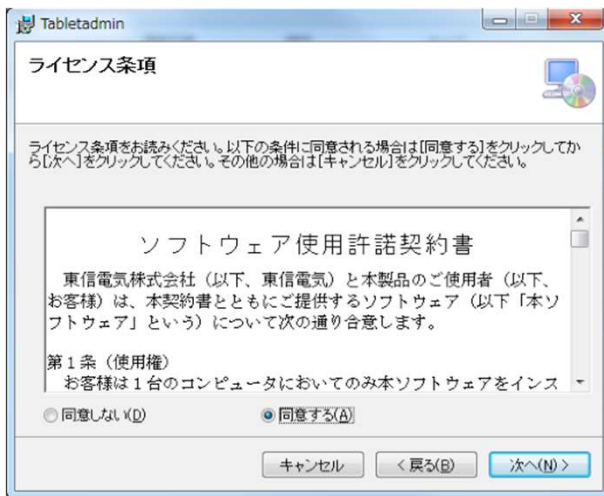 Tabletadmin
ライセンス条項
ライセンス条項をお読みください。以下の条件に同意される場合は[同意する]をクリックしてか
ら[次へ]をクリックしてください。その他の場合は[キャンセル]をクリックしてください。
ソフトウェア使用許諾契約書
東信電気株式会社（以下、東信電気）と本製品のご使用者（以下、
お客様）は、本契約書とともにご提供するソフトウェア（以下「本ソ
フトウェア」という）について次の通り合意します。
第１条（使用権）
お客様は１台のコンピュータにおいてのみ本ソフトウェアをインス
同意しない(D) 同意する(A)
キャンセル < 戻る(B) 次へ(N) >